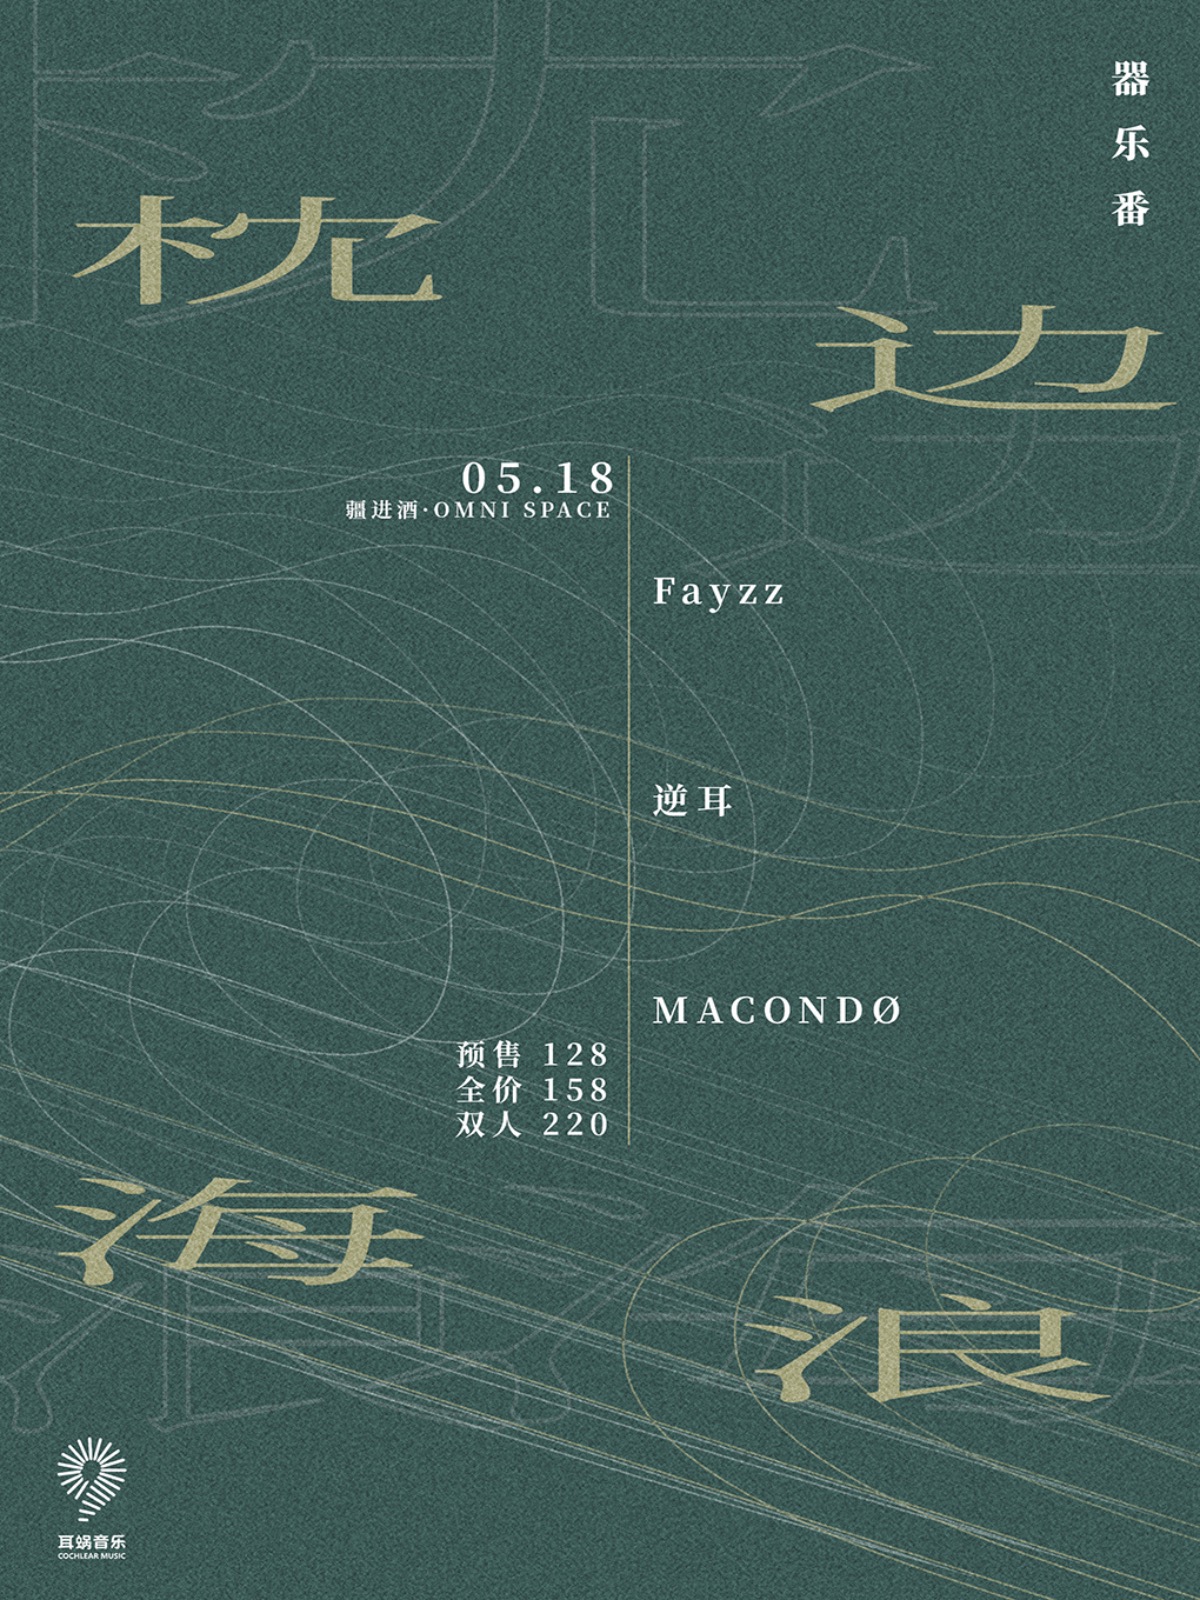 器乐番
枕
边
05.18
疆进酒·OMNI SPACE
Fayzz
逆耳
MACONDØ
预售 128
全价 158
双人 220
海
浪
耳蜗音乐
COCHLEAR MUSIC